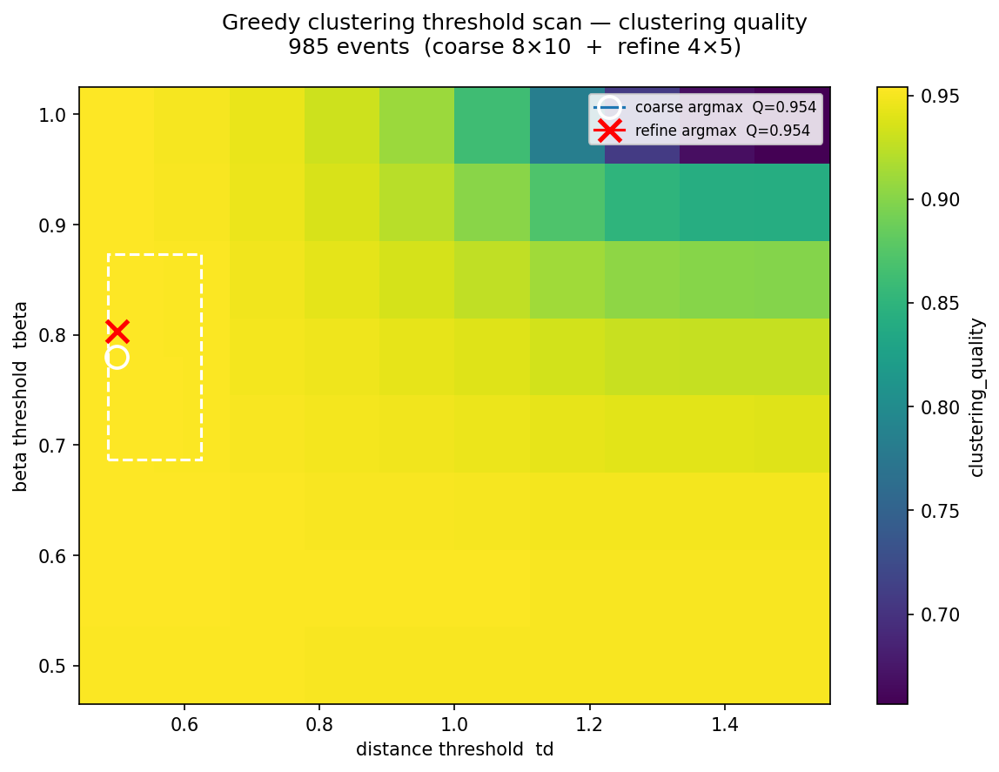 Greedy clustering threshold scan — clustering quality
985 events  (coarse 8×10  +  refine 4×5)
coarse argmax  Q=0.954
refine argmax  Q=0.954
beta threshold  tbeta
1.0
0.9
0.8
0.7
0.6
0.5
0.6
0.8
1.0
1.2
1.4
distance threshold  td
0.95
0.90
0.85
0.80
0.75
0.70
clustering_quality